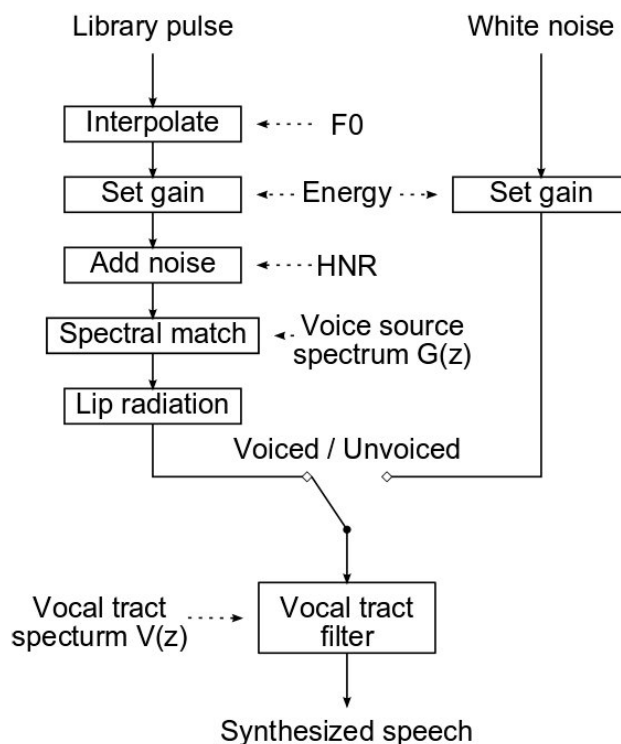 Library pulse
White noise
Interpolate
F0
Set gain
Energy
Set gain
Add noise
HNR
Spectral match
Voice source
spectrum G(z)
Lip radiation
Voiced / Unvoiced
Vocal tract
specturm V(z)
Vocal tract
filter
Synthesized speech